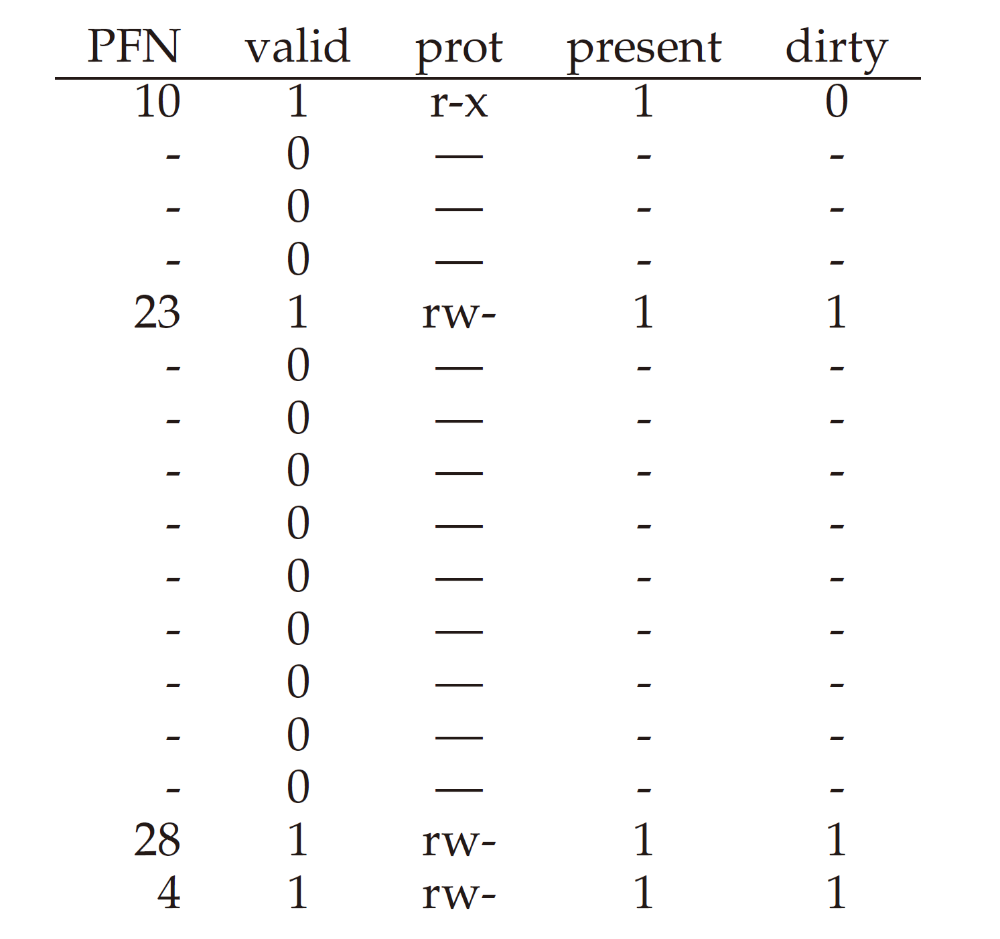 PFN valid prot present dirty
10 1 r-x 1 0
- 0 — - -
- 0 — - -
- 0 — - -
23 1 rw- 1 1
- 0 — - -
- 0 — - -
- 0 — - -
- 0 — - -
- 0 — - -
- 0 — - -
- 0 — - -
- 0 — - -
- 0 — - -
28 1 rw- 1 1
4 1 rw- 1 1